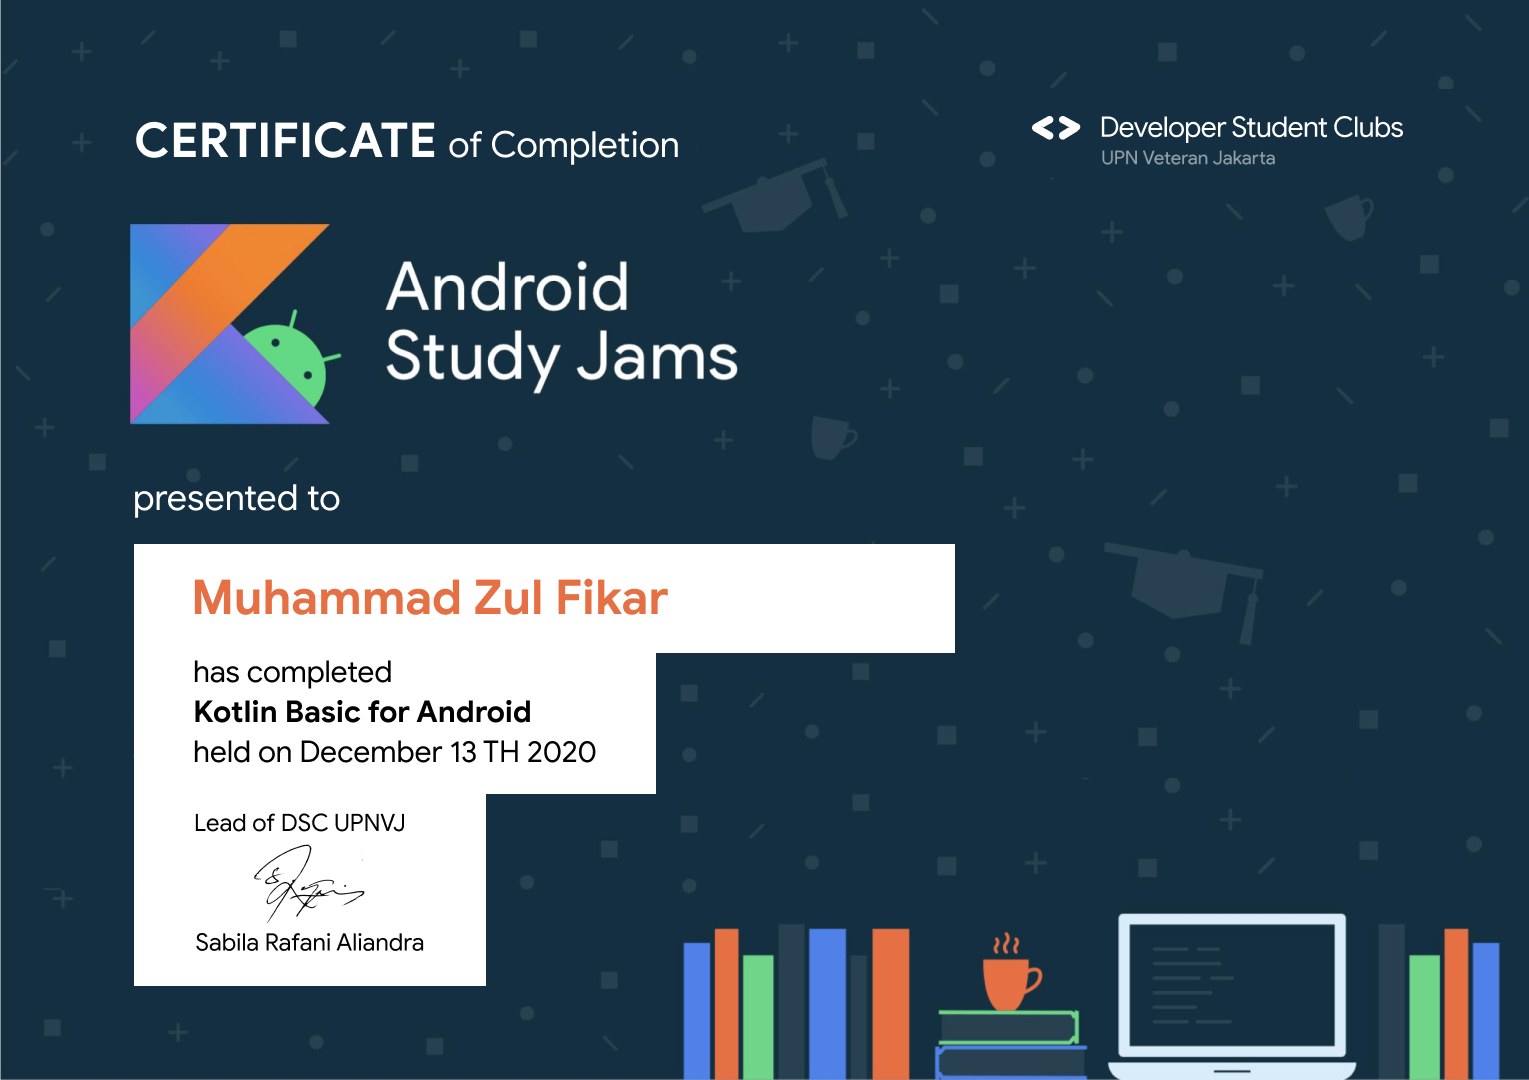 CERTIFICATE of Completion
Developer Student Clubs
UPN Veteran Jakarta
Android
Study Jams
presented to
Muhammad Zul Fikar
has completed
Kotlin Basic for Android
held on December 13 TH 2020
Lead of DSC UPNVJ
Sabila Rafani Aliandra